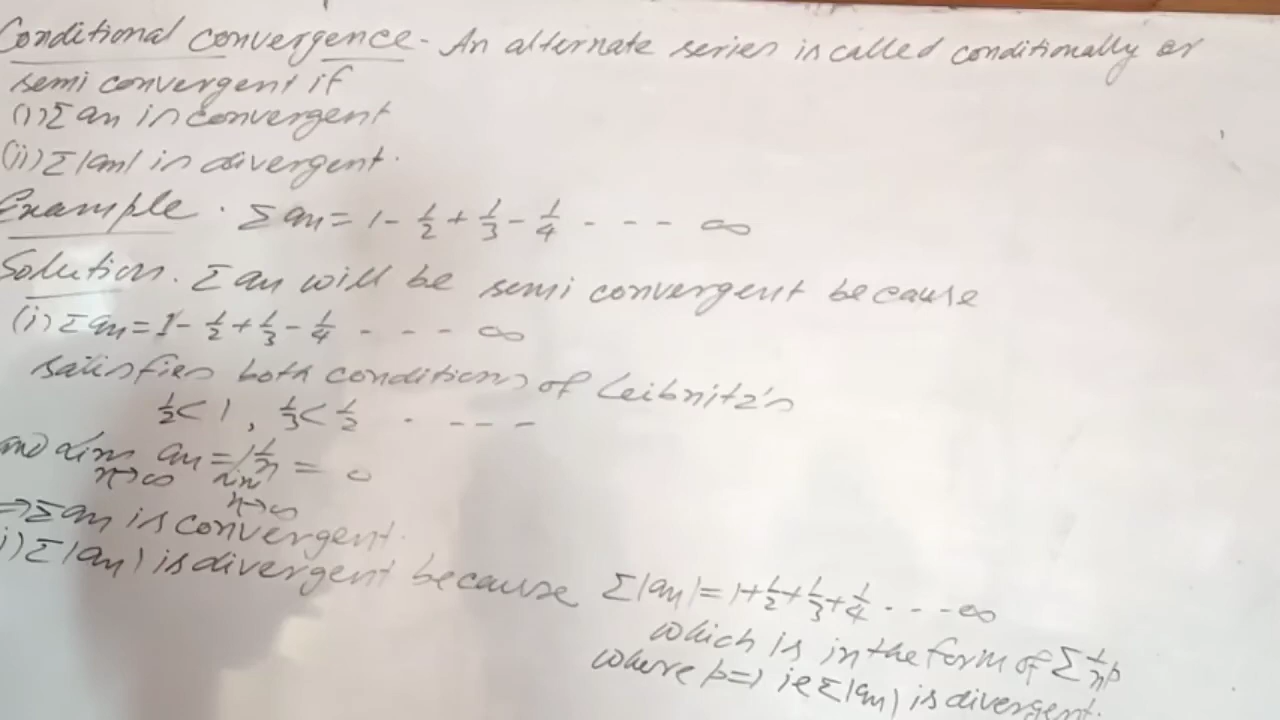 Conditional convergence - An alternate series is called conditionally or
semi convergent if
(i) Σ an is convergent
(ii) Σ |an| is divergent.
Example. Σ an = 1 - 1/2 + 1/3 - 1/4 - - - - ∞
Solution. Σ an will be semi convergent because
(i) Σ an = 1 - 1/2 + 1/3 - 1/4 - - - ∞
satisfies both conditions of Leibnitz's
1/2 < 1, 1/3 < 1/2 - - - -
and lim n→∞ an = lim n→∞ 1/n = 0
⇒ Σ an is convergent.
i) Σ |an| is divergent because Σ |an| = 1 + 1/2 + 1/3 + 1/4 - - - ∞
which is in the form of Σ 1/n^p
where p=1 ie Σ |an| is divergent.